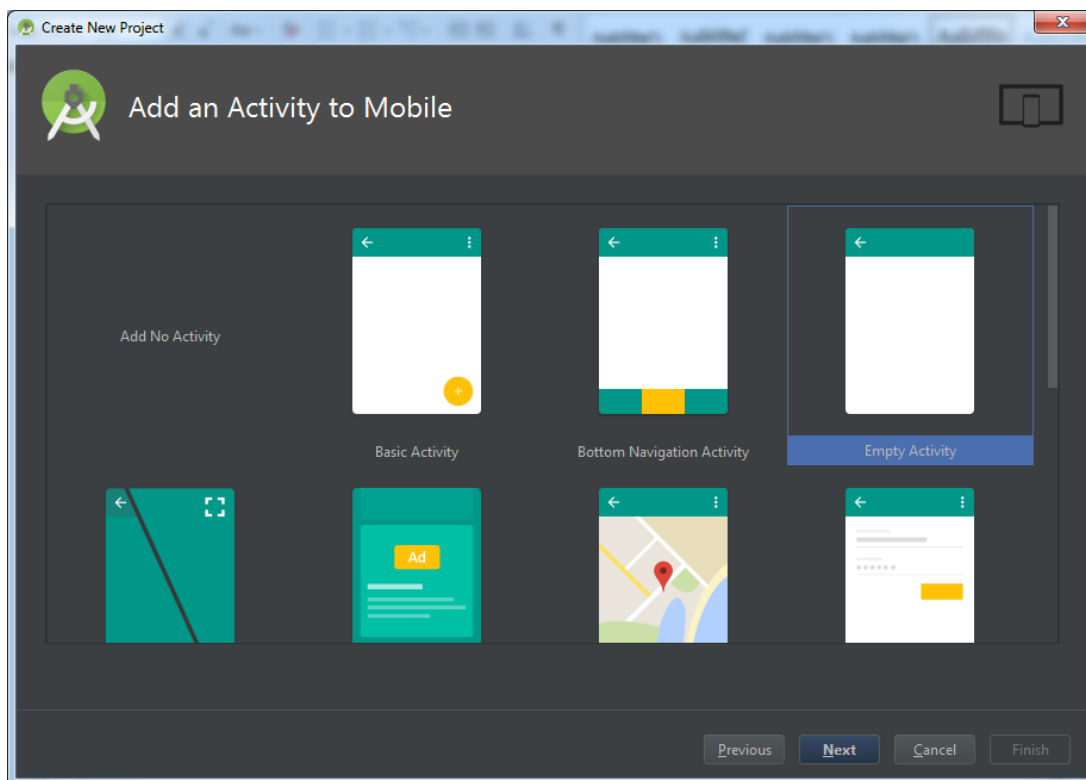 Create New Project
Add an Activity to Mobile
Add No Activity
Basic Activity
Bottom Navigation Activity
Empty Activity
Ad
Previous
Next
Cancel
Finish